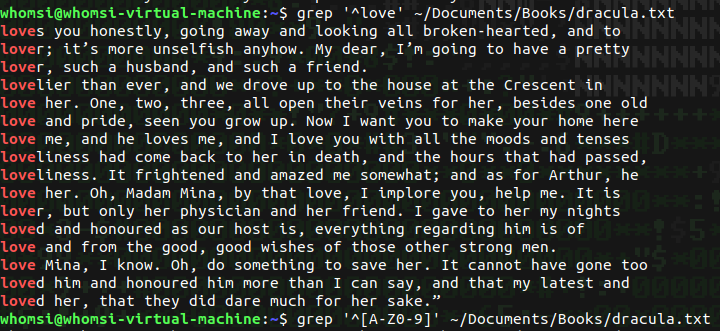 whomsi@whomsi-virtual-machine:~$ grep '^love' ~/Documents/Books/dracula.txt
loves you honestly, going away and looking all broken-hearted, and to
lover; it’s more unselfish anyhow. My dear, I’m going to have a pretty
lover, such a husband, and such a friend.
lovelier than ever, and we drove up to the house at the Crescent in
love her. One, two, three, all open their veins for her, besides one old
love and pride, seen you grow up. Now I want you to make your home here
love me, and he loves me, and I love you with all the moods and tenses
loveliness had come back to her in death, and the hours that had passed,
loveliness. It frightened and amazed me somewhat; and as for Arthur, he
love her. Oh, Madam Mina, by that love, I implore you, help me. It is
lover, but only her physician and her friend. I gave to her my nights
loved and honoured as our host is, everything regarding him is of
love and from the good, good wishes of those other strong men.
love Mina, I know. Oh, do something to save her. It cannot have gone too
loved him and honoured him more than I can say, and that my latest and
loved her, that they did dare much for her sake.”
whomsi@whomsi-virtual-machine:~$ grep '^[A-Z0-9]' ~/Documents/Books/dracula.txt